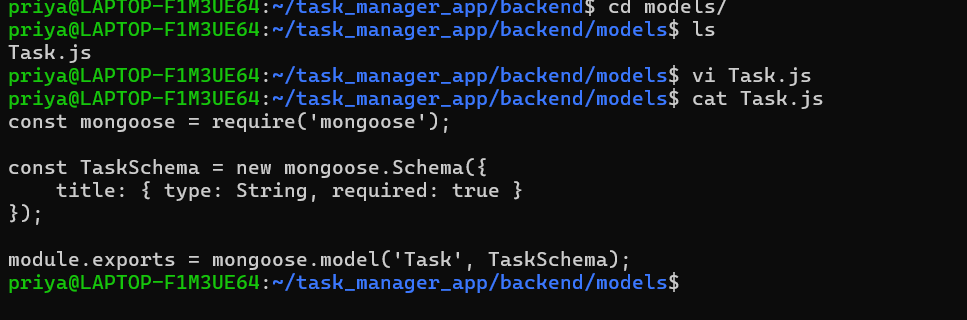 priya@LAPTOP-F1M3UE64:~/task_manager_app/backend$ cd models/
priya@LAPTOP-F1M3UE64:~/task_manager_app/backend/models$ ls
Task.js
priya@LAPTOP-F1M3UE64:~/task_manager_app/backend/models$ vi Task.js
priya@LAPTOP-F1M3UE64:~/task_manager_app/backend/models$ cat Task.js
const mongoose = require('mongoose');

const TaskSchema = new mongoose.Schema({
    title: { type: String, required: true }
});

module.exports = mongoose.model('Task', TaskSchema);
priya@LAPTOP-F1M3UE64:~/task_manager_app/backend/models$